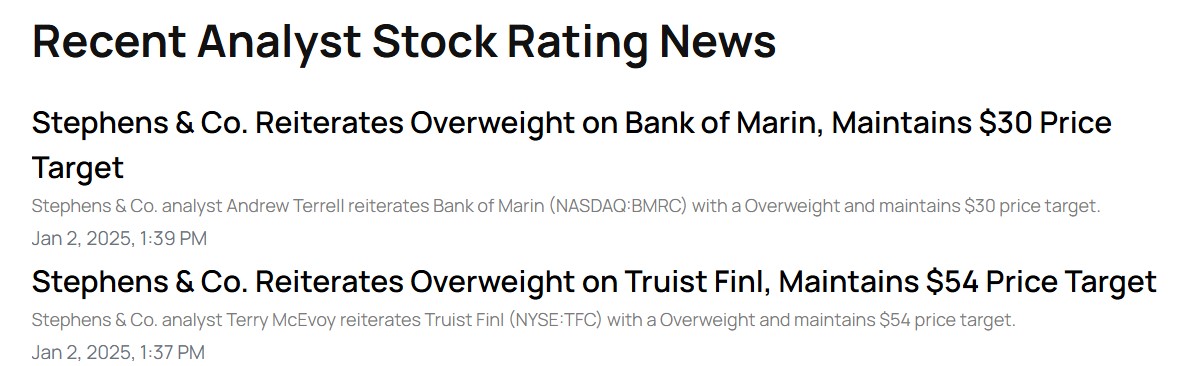 Recent Analyst Stock Rating News
Stephens & Co. Reiterates Overweight on Bank of Marin, Maintains $30 Price
Target
Stephens & Co. analyst Andrew Terrell reiterates Bank of Marin (NASDAQ:BMRC) with a Overweight and maintains $30 price target.
Jan 2, 2025, 1:39 PM
Stephens & Co. Reiterates Overweight on Truist Finl, Maintains $54 Price Target
Stephens & Co. analyst Terry McEvoy reiterates Truist Finl (NYSE:TFC) with a Overweight and maintains $54 price target.
Jan 2, 2025, 1:37 PM